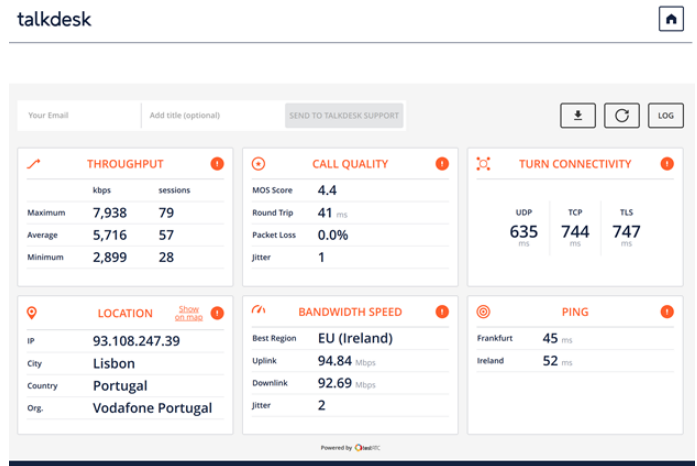 talkdesk
Your Email
Add title (optional)
SEND TO TALKDESK SUPPORT
LOG
THROUGHPUT
kbps sessions
Maximum 7,938 79
Average 5,716 57
Minimum 2,899 28
CALL QUALITY
MOS Score 4.4
Round Trip 41 ms
Packet Loss 0.0%
Jitter 1
TURN CONNECTIVITY
UDP TCP TLS
635 744 747
ms ms ms
LOCATION
Show
on map
IP 93.108.247.39
City Lisbon
Country Portugal
Org. Vodafone Portugal
BANDWIDTH SPEED
Best Region EU (Ireland)
Uplink 94.84 Mbps
Downlink 92.69 Mbps
Jitter 2
PING
Frankfurt 45 ms
Ireland 52 ms
Powered by testRTC